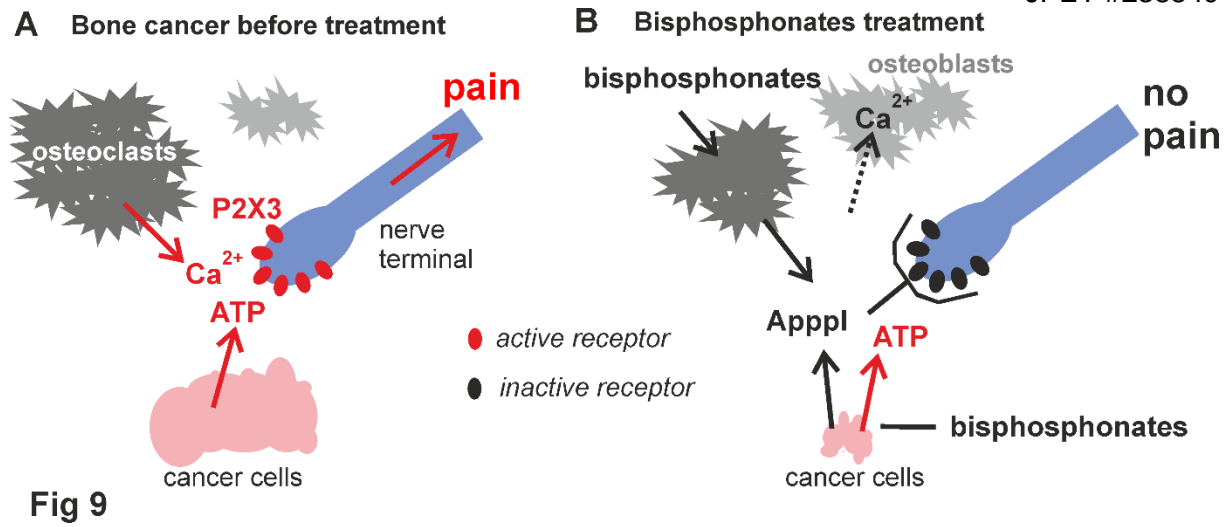 A Bone cancer before treatment
pain
osteoclasts
P2X3
nerve
terminal
Ca2+
ATP
active receptor
inactive receptor
cancer cells
B Bisphosphonates treatment
bisphosphonates
osteoblasts
Ca2+
no
pain
ApppI
ATP
bisphosphonates
cancer cells
Fig 9